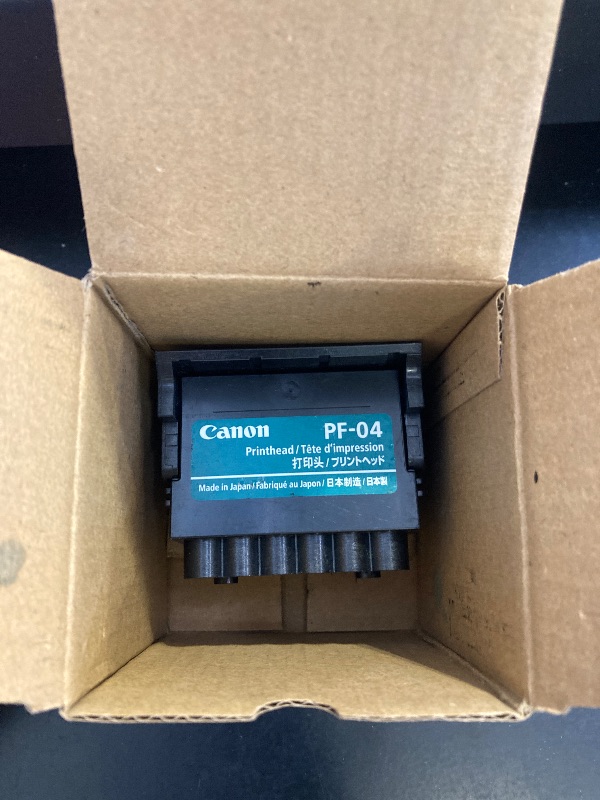 Canon PF-04
Printhead/Tête d'impression
打印头/プリントヘッド
Made in Japan/Fabriqué au Japon/日本制造/日本製